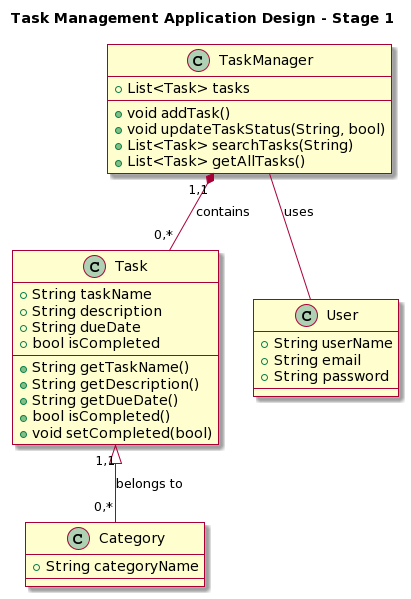 Task Management Application Design - Stage 1
C TaskManager
List<Task> tasks
void addTask()
void updateTaskStatus(String, bool)
List<Task> searchTasks(String)
List<Task> getAllTasks()
1,1
contains
uses
0,*
C Task
String taskName
String description
String dueDate
bool isCompleted
String getTaskName()
String getDescription()
String getDueDate()
bool isCompleted()
void setCompleted(bool)
C User
String userName
String email
String password
1,1
belongs to
0,*
C Category
String categoryName